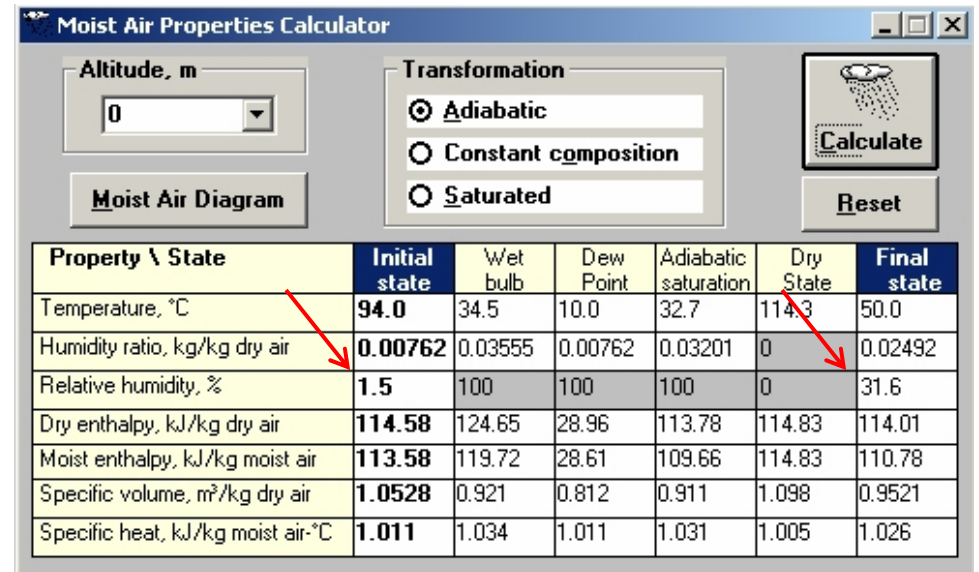 Moist Air Properties Calculator
Altitude, m
0
Moist Air Diagram
Transformation
Adiabatic
Constant composition
Saturated
Calculate
Reset
Property \ State Initial state Wet bulb Dew Point Adiabatic saturation Dry State Final state
Temperature, °C 94.0 34.5 10.0 32.7 114.3 50.0
Humidity ratio, kg/kg dry air 0.00762 0.03555 0.00762 0.03201 0 0.02492
Relative humidity, % 1.5 100 100 100 0 31.6
Dry enthalpy, kJ/kg dry air 114.58 124.65 28.96 113.78 114.83 114.01
Moist enthalpy, kJ/kg moist air 113.58 119.72 28.61 109.66 114.83 110.78
Specific volume, m³/kg dry air 1.0528 0.921 0.812 0.911 1.098 0.9521
Specific heat, kJ/kg moist air-°C 1.011 1.034 1.011 1.031 1.005 1.026